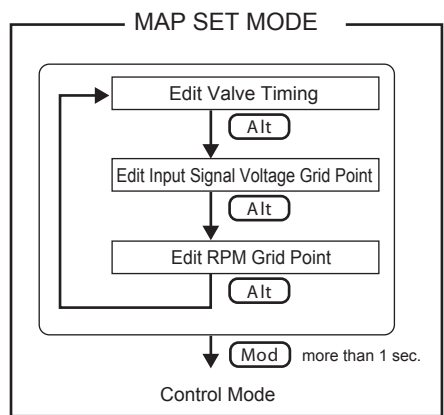 MAP SET MODE
Edit Valve Timing
Alt
Edit Input Signal Voltage Grid Point
Alt
Edit RPM Grid Point
Alt
Mod more than 1 sec.
Control Mode